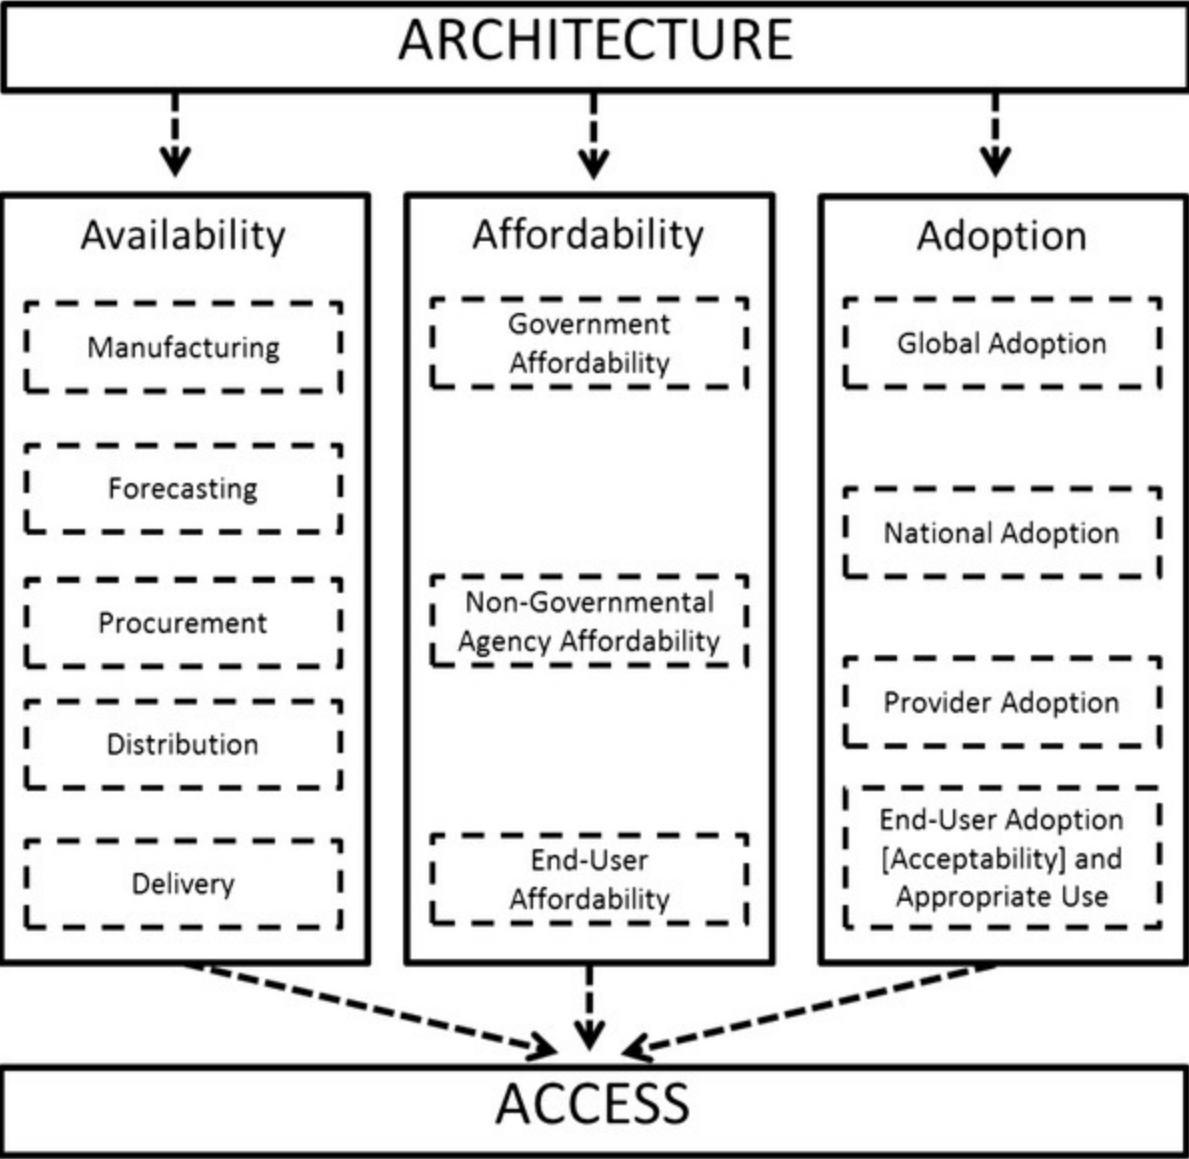 ARCHITECTURE
Availability
Manufacturing
Forecasting
Procurement
Distribution
Delivery
Affordability
Government
Affordability
Non-Governmental
Agency Affordability
End-User
Affordability
Adoption
Global Adoption
National Adoption
Provider Adoption
End-User Adoption
[Acceptability] and
Appropriate Use
ACCESS